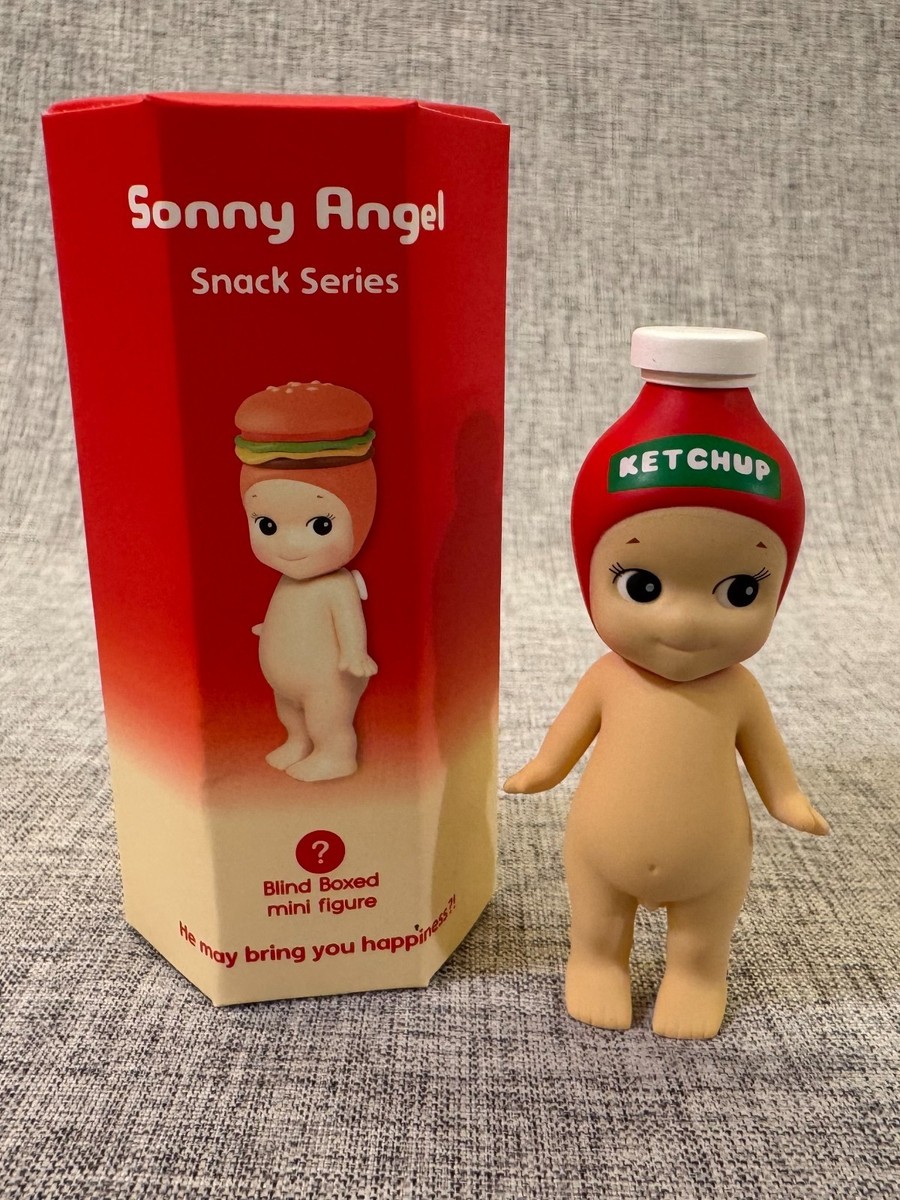 Sonny Angel
Snack Series
KETCHUP
?
Blind Boxed
mini figure
He may bring you happiness?!